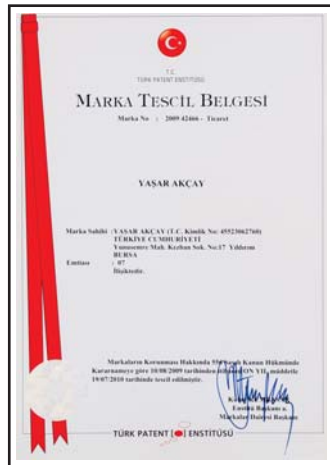 T.C.
TÜRK PATENT ENSTİTÜSÜ
MARKA TESCİL BELGESİ
Marka No : 2009 42466 - Ticaret
YAŞAR AKÇAY
Marka Sahibi : YAŞAR AKÇAY (T.C. Kimlik No: 45523062760)
TÜRKİYE CUMHURİYETİ
Yunusemre Mah. Kezban Sok. No:17 Yıldırım
BURSA
Emtiası : 07
İlişiktedir.
Markaların Korunması Hakkında 556 sayılı Kanun Hükmünde
Kararnameye göre 10/08/2009 tarihinden ON YIL müddetle
19/07/2010 tarihinde tescil edilmiştir.
Enstitü Başkanı a.
Markalar Dairesi Başkanı
TÜRK PATENT ENSTİTÜSÜ